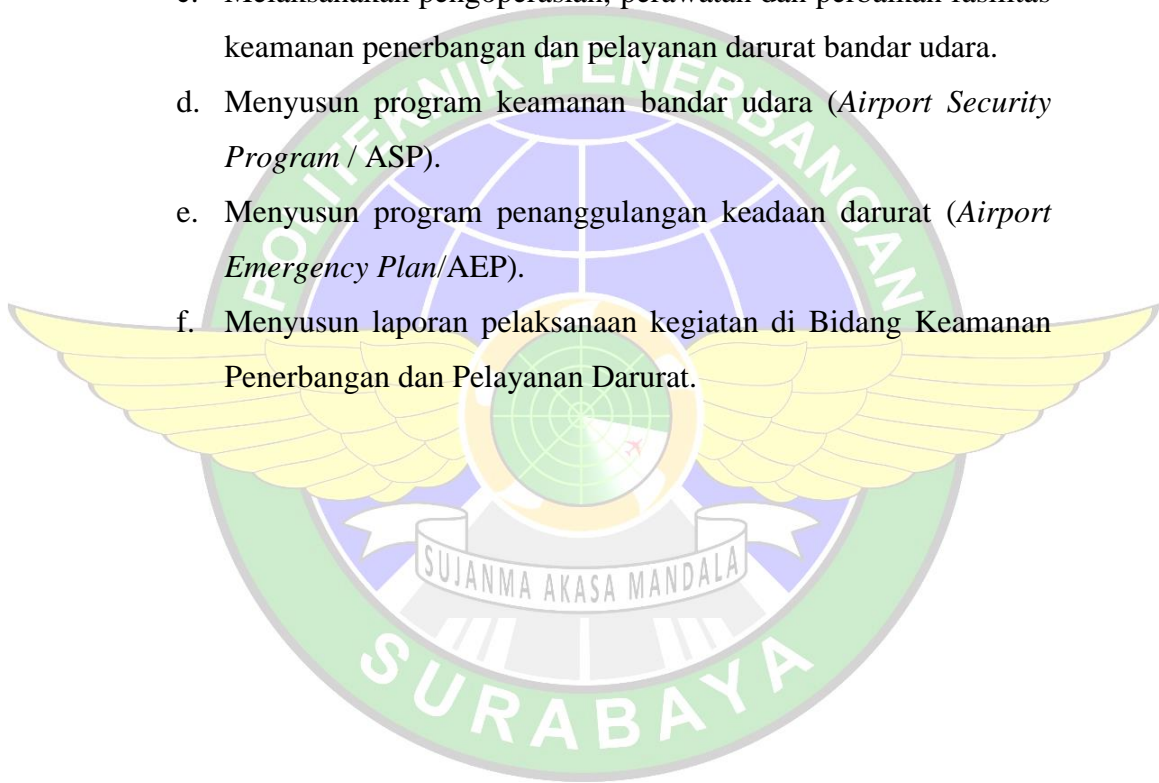 keamanan penerbangan dan pelayanan darurat bandar udara.
d. Menyusun program keamanan bandar udara (Airport Security
Program / ASP).
e. Menyusun program penanggulangan keadaan darurat (Airport
Emergency Plan/AEP).
f. Menyusun laporan pelaksanaan kegiatan di Bidang Keamanan
Penerbangan dan Pelayanan Darurat.
POLITEKNIK PENERBANGAN
SUJANMA AKASA MANDALA
SURABAYA